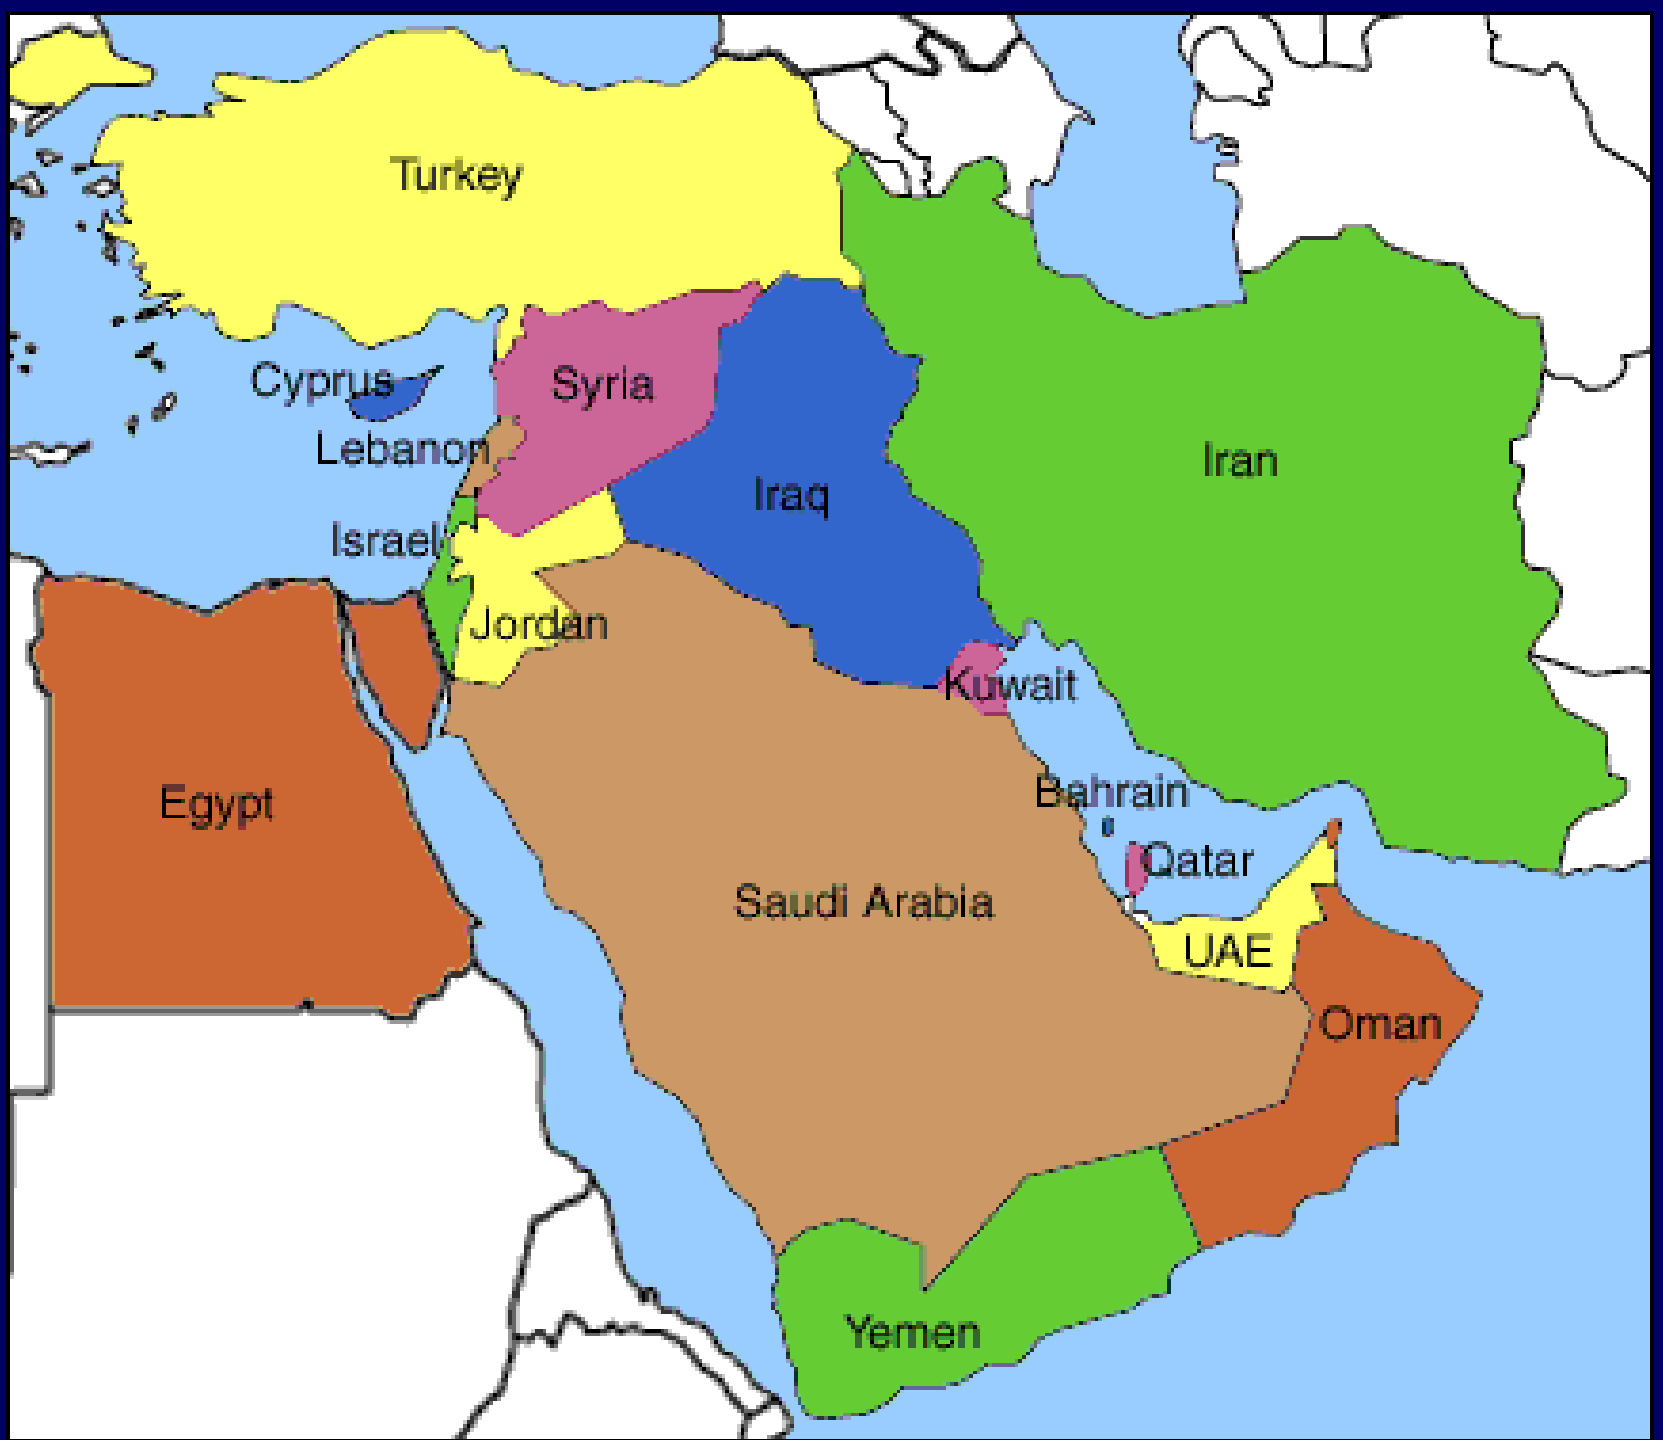 Turkey
Cyprus
Syria
Lebanon
Iraq
Iran
Israel
Jordan
Kuwait
Egypt
Bahrain
Qatar
Saudi Arabia
UAE
Oman
Yemen